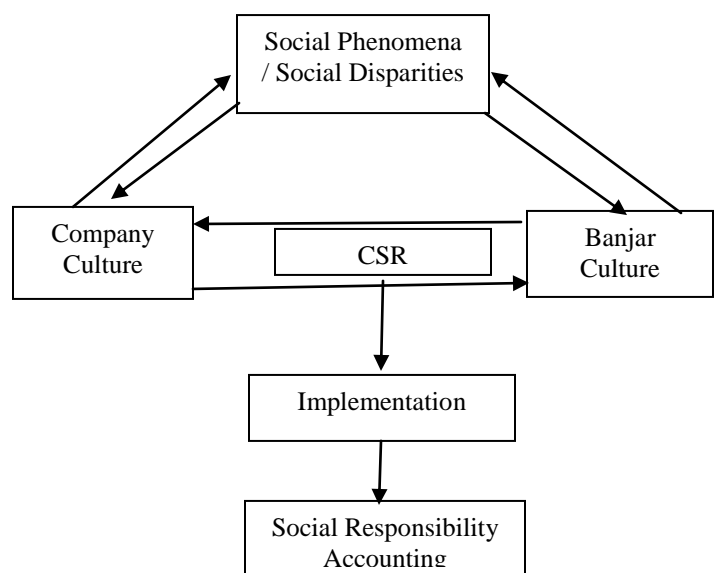 Social Phenomena
/ Social Disparities
Company
Culture
CSR
Banjar
Culture
Implementation
Social Responsibility
Accounting